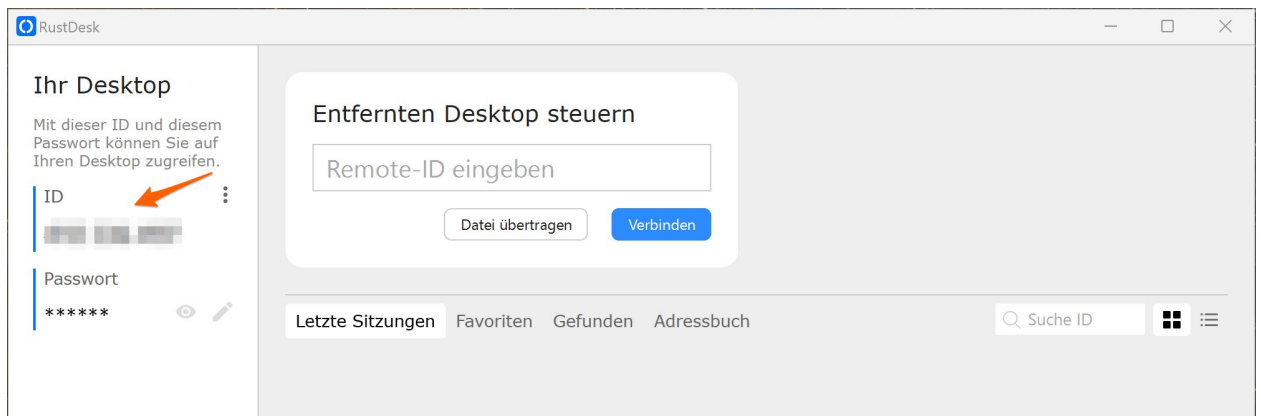 RustDesk
Ihr Desktop
Mit dieser ID und diesem
Passwort können Sie auf
Ihren Desktop zugreifen.
ID
Passwort
******
Entfernten Desktop steuern
Remote-ID eingeben
Datei übertragen
Verbinden
Letzte Sitzungen Favoriten Gefunden Adressbuch
Suche ID